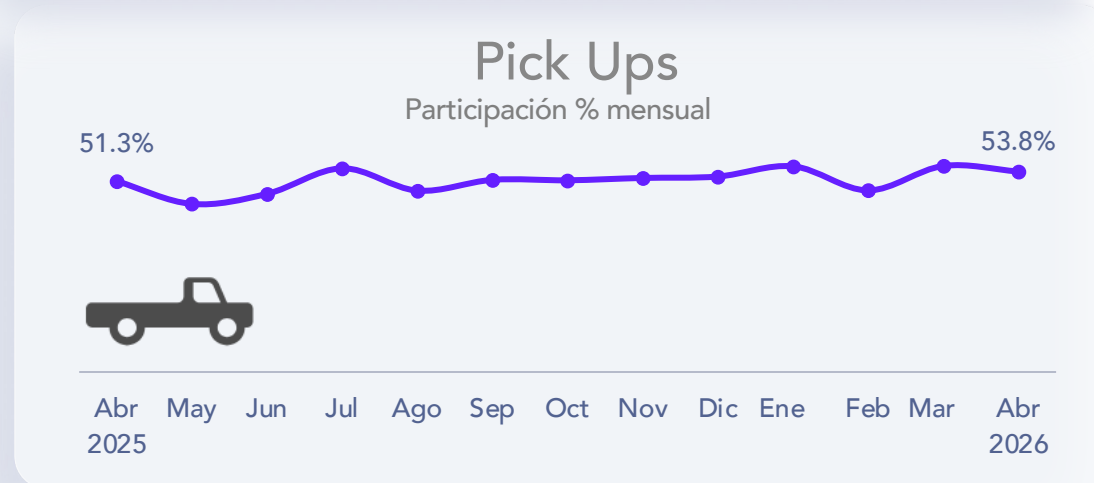 Pick Ups
Participación % mensual
51.3%
53.8%
Abr May Jun Jul Ago Sep Oct Nov Dic Ene Feb Mar Abr
2025 2026